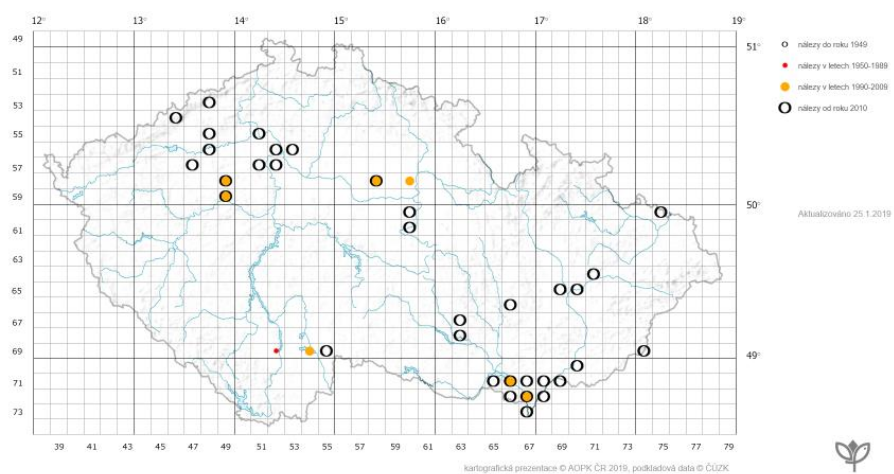 12° 13° 14° 15° 16° 17° 18° 19°
49
51
53
55
57
59
61
63
65
67
69
71
73
51°
50°
49°
nálezy do roku 1949
nálezy v letech 1950-1989
nálezy v letech 1990-2009
nálezy od roku 2010
Aktualizováno 25.1.2019
39 41 43 45 47 49 51 53 55 57 59 61 63 65 67 69 71 73 75 77 79
kartografická prezentace © AOPK ČR 2019, podkladová data © ČÚZK